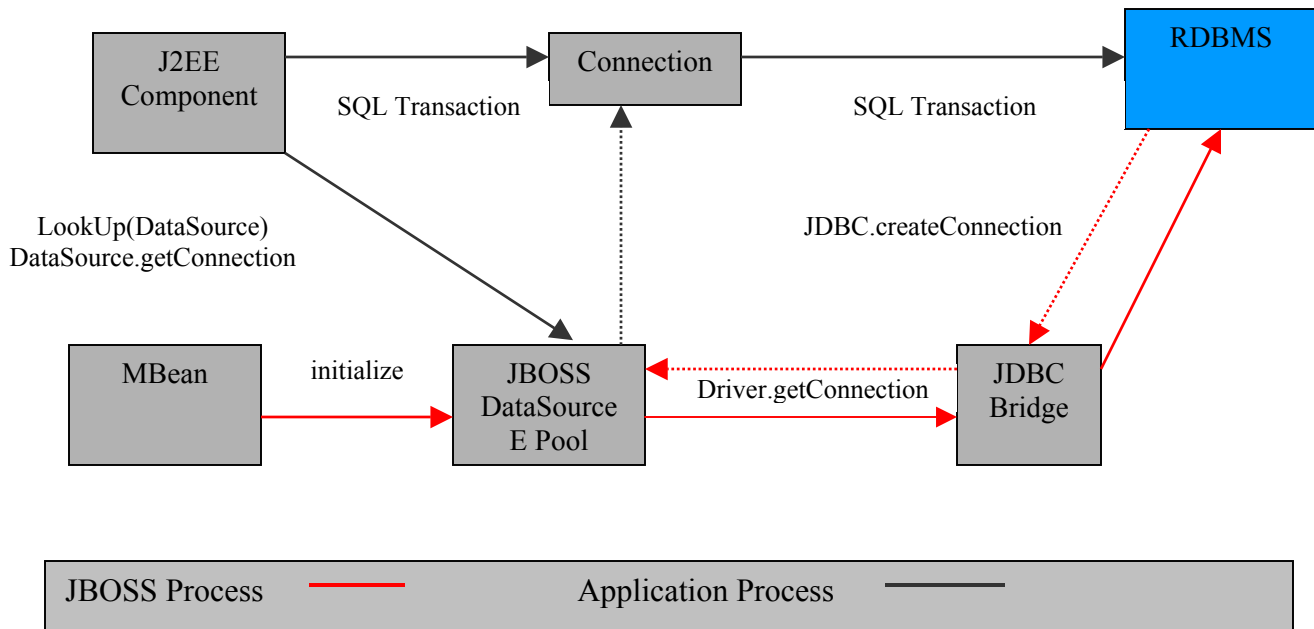 J2EE
Component
Connection
RDBMS
SQL Transaction
SQL Transaction
LookUp(DataSource)
DataSource.getConnection
JDBC.createConnection
MBean
initialize
JBOSS
DataSource
E Pool
Driver.getConnection
JDBC
Bridge
JBOSS Process
Application Process